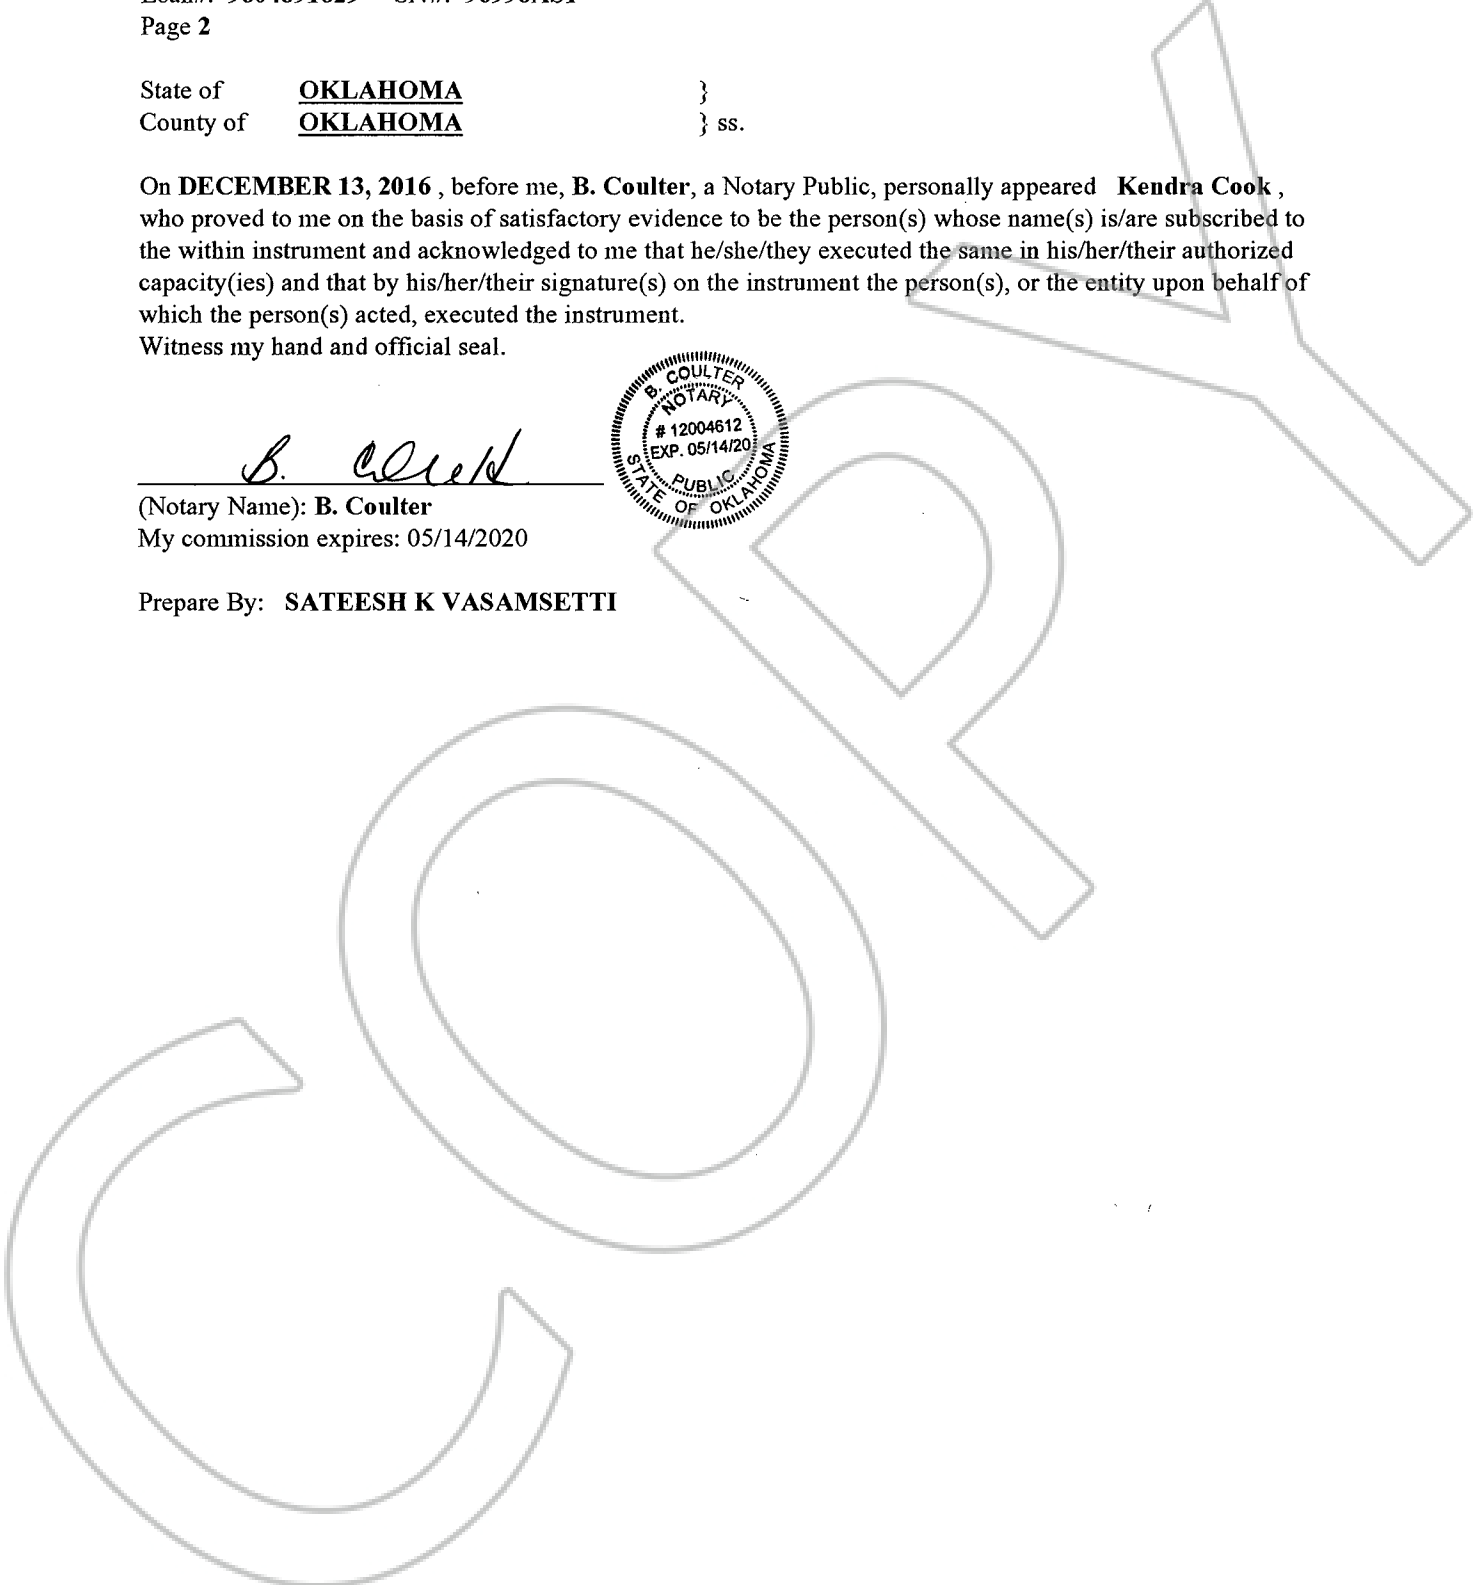 Page 2
State of OKLAHOMA }
County of OKLAHOMA } ss.
On DECEMBER 13, 2016 , before me, B. Coulter, a Notary Public, personally appeared Kendra Cook ,
who proved to me on the basis of satisfactory evidence to be the person(s) whose name(s) is/are subscribed to
the within instrument and acknowledged to me that he/she/they executed the same in his/her/their authorized
capacity(ies) and that by his/her/their signature(s) on the instrument the person(s), or the entity upon behalf of
which the person(s) acted, executed the instrument.
Witness my hand and official seal.
B. COULTER
NOTARY
# 12004612
EXP. 05/14/20
PUBLIC
STATE OF OKLAHOMA
B.
(Notary Name): B. Coulter
My commission expires: 05/14/2020
Prepare By: SATEESH K VASAMSETTI
COPY